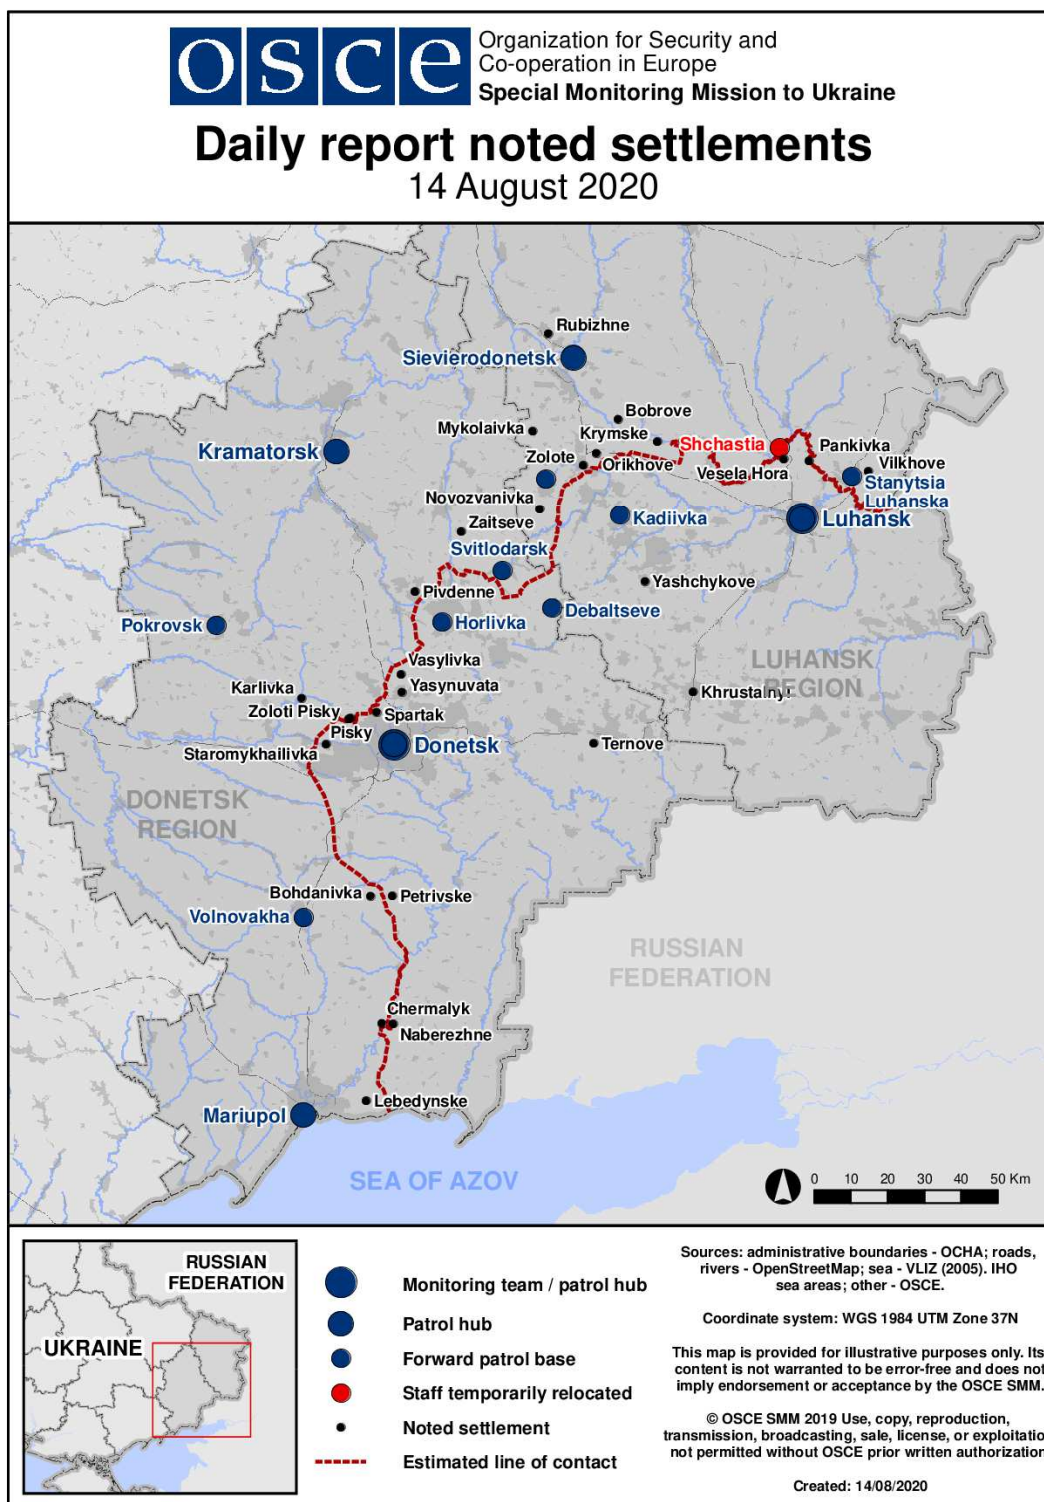 osce
Organization for Security and
Co-operation in Europe
Special Monitoring Mission to Ukraine
Daily report noted settlements
14 August 2020
Rubizhne
Sievierodonetsk
Bobrove
Mykolaivka
Krymske
Shchastia
Pankivka
Kramatorsk
Zolote
Orikhove
Vesela Hora
Vilkhove
Stanytsia
Luhanska
Novozvanivka
Kadiivka
Luhansk
Zaitseve
Svitlodarsk
Yashchykove
Pivdenne
Debaltseve
Pokrovsk
Horlivka
LUHANSK
REGION
Vasylivka
Karlivka
Yasynuvata
Khrustalnyi
Zoloti Pisky
Spartak
Pisky
Staromykhailivka
Donetsk
Ternove
DONETSK
REGION
Bohdanivka
Petrivske
Volnovakha
RUSSIAN
FEDERATION
Chermalyk
Naberezhne
Lebedynske
Mariupol
SEA OF AZOV
0 10 20 30 40 50 Km
RUSSIAN
FEDERATION
UKRAINE
Monitoring team / patrol hub
Patrol hub
Forward patrol base
Staff temporarily relocated
Noted settlement
Estimated line of contact
Sources: administrative boundaries - OCHA; roads,
rivers - OpenStreetMap; sea - VLIZ (2005). IHO
sea areas; other - OSCE.
Coordinate system: WGS 1984 UTM Zone 37N
This map is provided for illustrative purposes only. Its
content is not warranted to be error-free and does not
imply endorsement or acceptance by the OSCE SMM.
© OSCE SMM 2019 Use, copy, reproduction,
transmission, broadcasting, sale, license, or exploitatio
not permitted without OSCE prior written authorization
Created: 14/08/2020